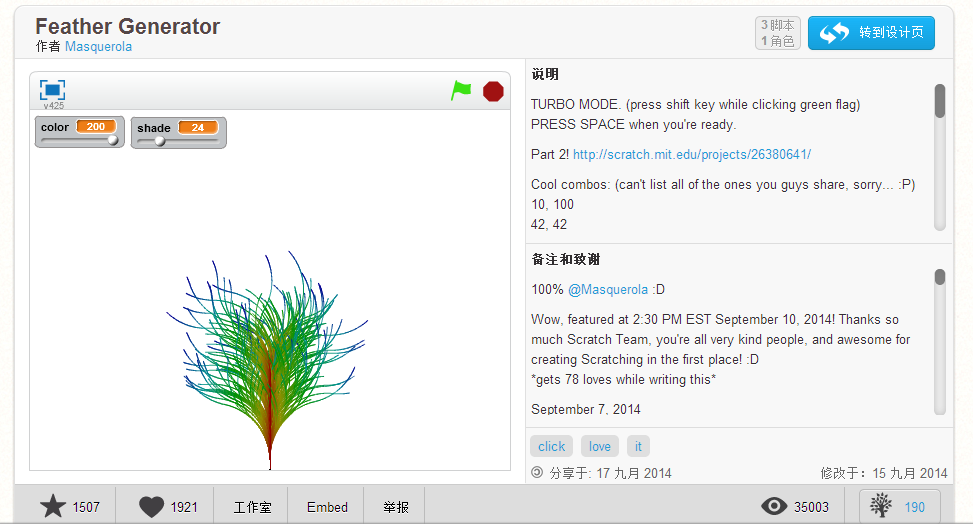 Feather Generator
作者 Masquerola
3 脚本
1 角色
转到设计页
v425
color 200
shade 24
说明
TURBO MODE. (press shift key while clicking green flag)
PRESS SPACE when you're ready.
Part 2! http://scratch.mit.edu/projects/26380641/
Cool combos: (can't list all of the ones you guys share, sorry... :P)
10, 100
42, 42
备注和致谢
100% @Masquerola :D
Wow, featured at 2:30 PM EST September 10, 2014! Thanks so
much Scratch Team, you're all very kind people, and awesome for
creating Scratching in the first place! :D
*gets 78 loves while writing this*
September 7, 2014
click love it
分享于: 17 九月 2014 修改于: 15 九月 2014
1507 1921 工作室 Embed 举报 35003 190